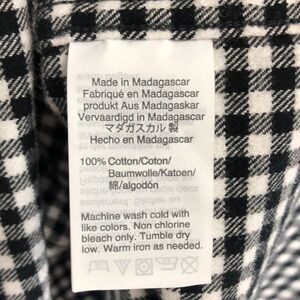 Made in Madagascar
Fabriqué en Madagascar
produkt Aus Madagaskar
Vervaardigd in Madagascar
マダガスカル 製
Hecho en Madagascar
100% Cotton/Coton/
Baumwolle/Katoen/
綿/algodón
Machine wash cold with
like colors. Non chlorine
bleach only. Tumble dry
low. Warm iron as needed.